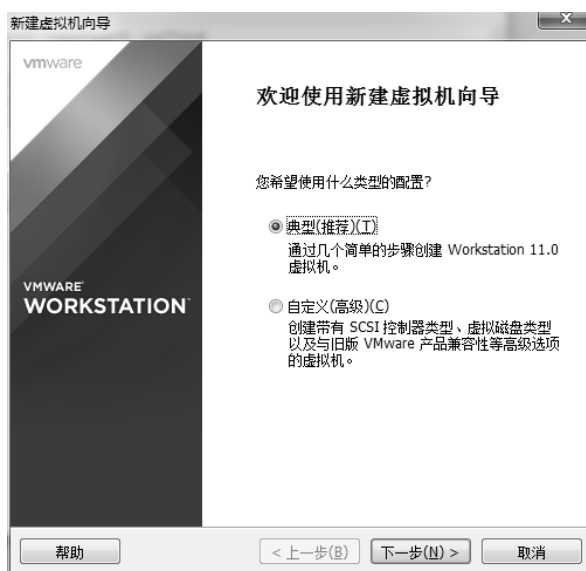 新建虚拟机向导
vmware
欢迎使用新建虚拟机向导
您希望使用什么类型的配置?
典型(推荐)(T)
通过几个简单的步骤创建 Workstation 11.0
虚拟机。
VMWARE
WORKSTATION
自定义(高级)(C)
创建带有 SCSI 控制器类型、虚拟磁盘类型
以及与旧版 VMware 产品兼容性等高级选项
的虚拟机。
帮助
< 上一步(B)
下一步(N) >
取消